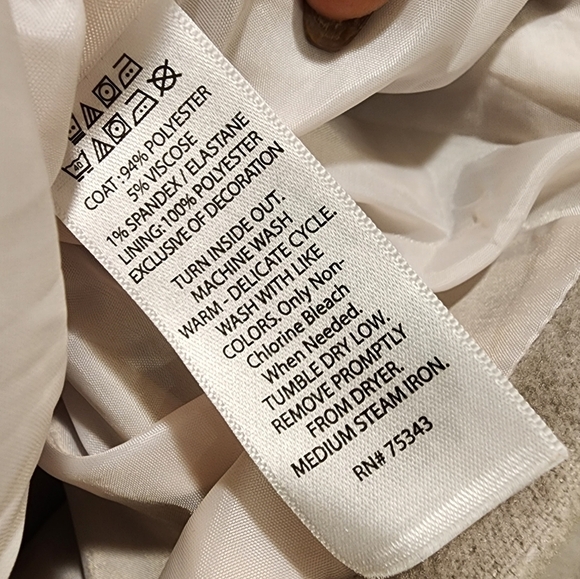 COAT: 94% POLYESTER
5% VISCOSE
1% SPANDEX / ELASTANE
LINING: 100% POLYESTER
EXCLUSIVE OF DECORATION
TURN INSIDE OUT.
MACHINE WASH
WARM - DELICATE CYCLE.
WASH WITH LIKE
COLORS. Only Non-
Chlorine Bleach
When Needed.
TUMBLE DRY LOW.
REMOVE PROMPTLY
FROM DRYER.
MEDIUM STEAM IRON.
RN# 75343